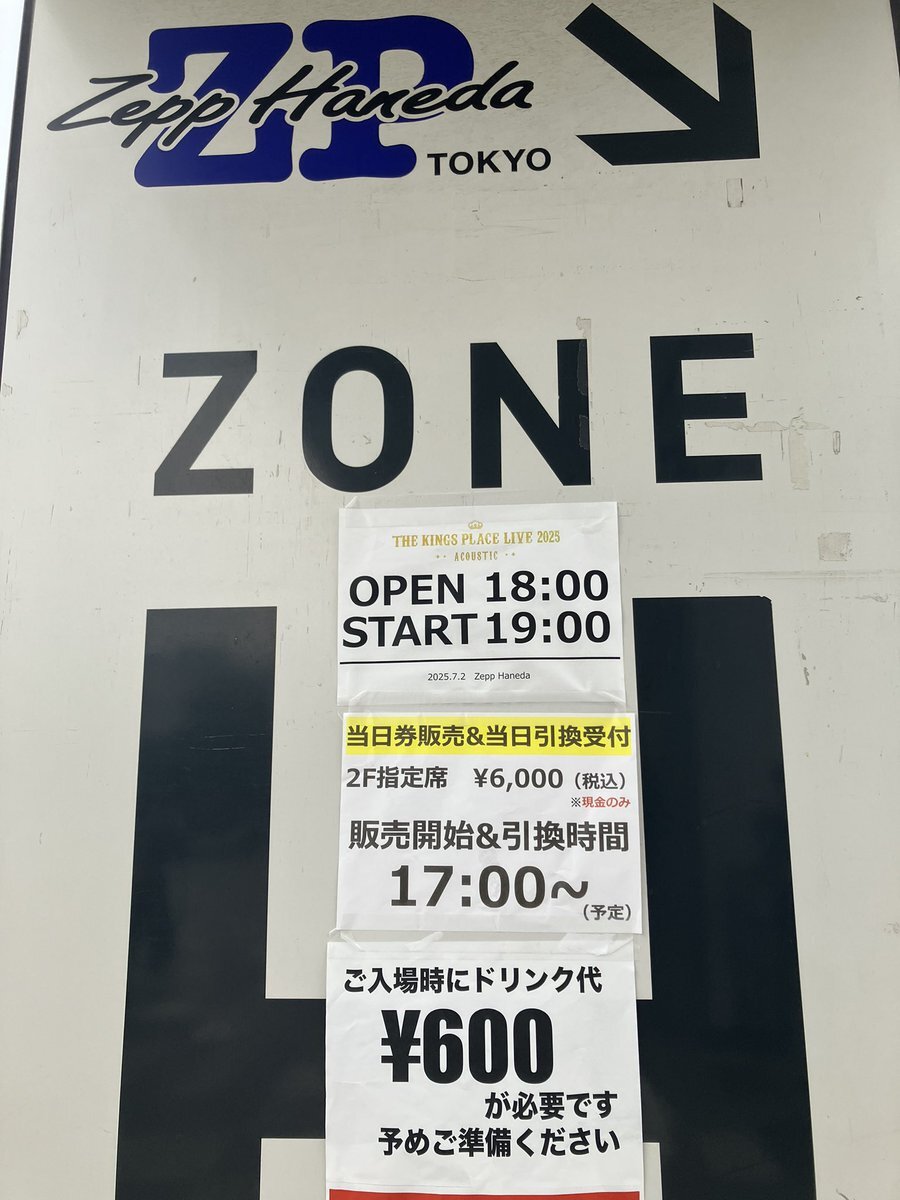 ZP
Zepp Haneda
TOKYO
ZONE
THE KINGS PLACE LIVE 2025
ACOUSTIC
OPEN 18:00
START 19:00
2025.7.2 Zepp Haneda
当日券販売&当日引換受付
2F指定席 ¥6,000（税込）
※現金のみ
販売開始&引換時間
17:00~
（予定）
ご入場時にドリンク代
¥600
が必要です
予めご準備ください
H